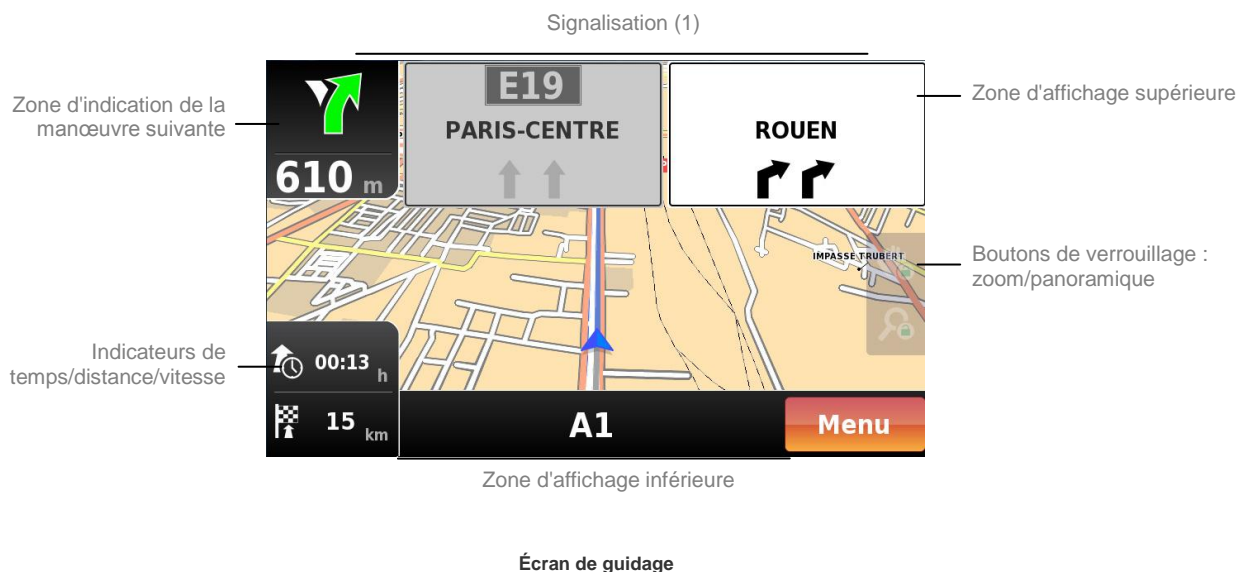 Signalisation (1)
Zone d'indication de la
manœuvre suivante
610 m
E19
PARIS-CENTRE
ROUEN
Zone d'affichage supérieure
IMPASSE TRUBERT
Boutons de verrouillage :
zoom/panoramique
Indicateurs de
temps/distance/vitesse
00:13 h
15 km
A1
Menu
Zone d'affichage inférieure
Écran de guidage